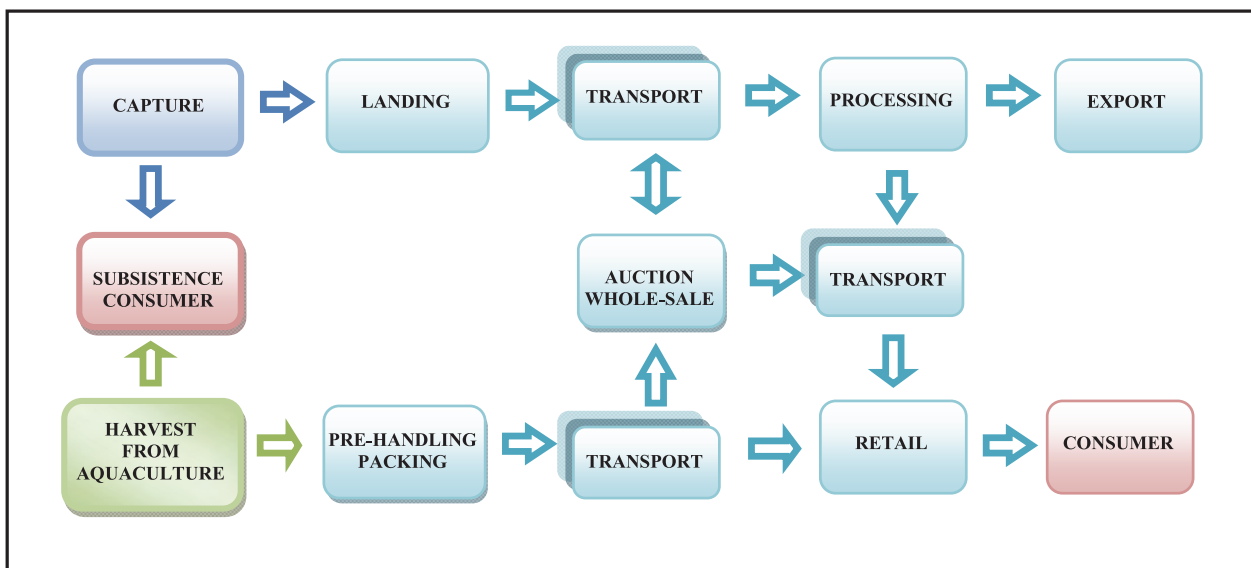 CAPTURE
LANDING
TRANSPORT
PROCESSING
EXPORT
SUBSISTENCE
CONSUMER
AUCTION
WHOLE-SALE
TRANSPORT
HARVEST
FROM
AQUACULTURE
PRE-HANDLING
PACKING
TRANSPORT
RETAIL
CONSUMER